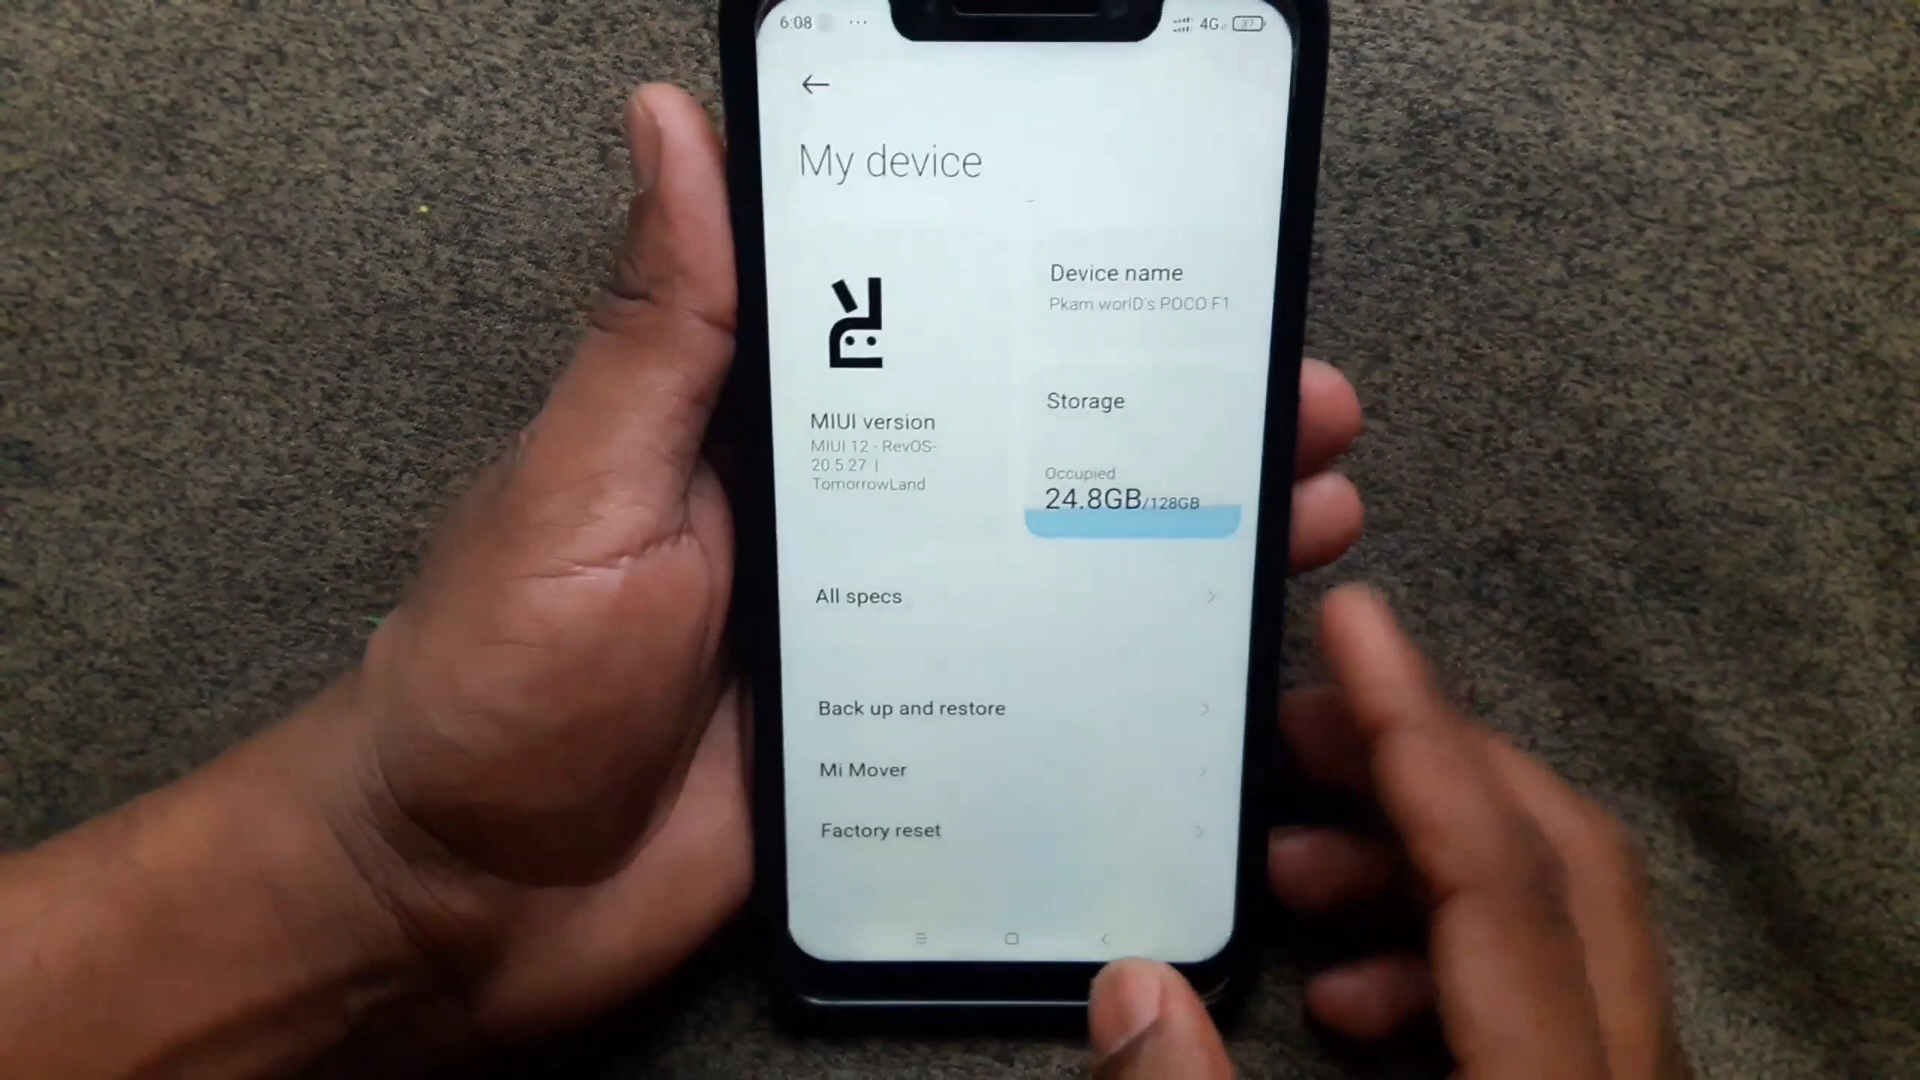 6:08 ... 4G 37
My device
Device name
Pkam worlD's POCO F1
MIUI version
MIUI 12 - RevOS-
20.5.27 |
TomorrowLand
Storage
Occupied
24.8GB/128GB
All specs
Back up and restore
Mi Mover
Factory reset